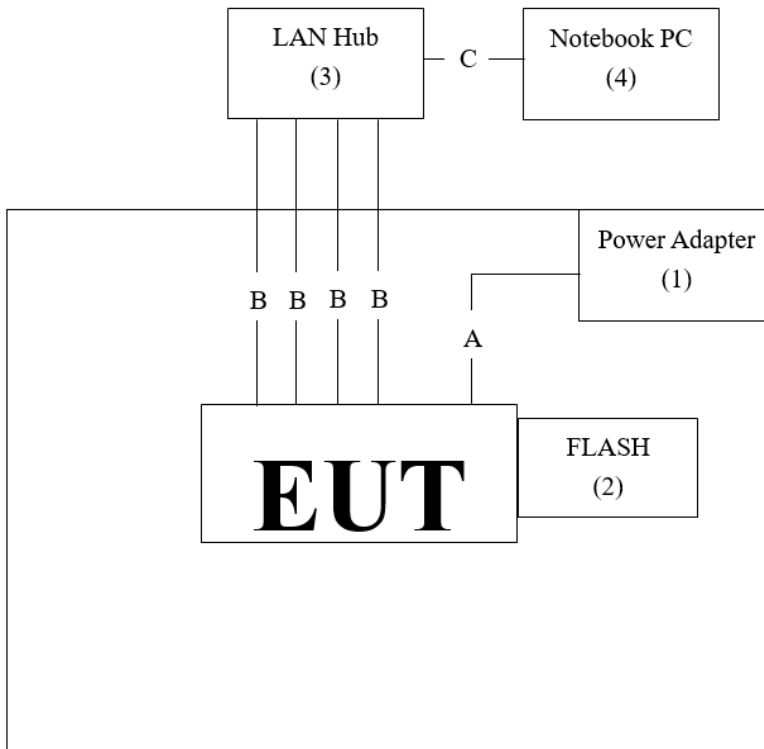 LAN Hub
(3)
C
Notebook PC
(4)
Power Adapter
(1)
B B B B
A
EUT
FLASH
(2)